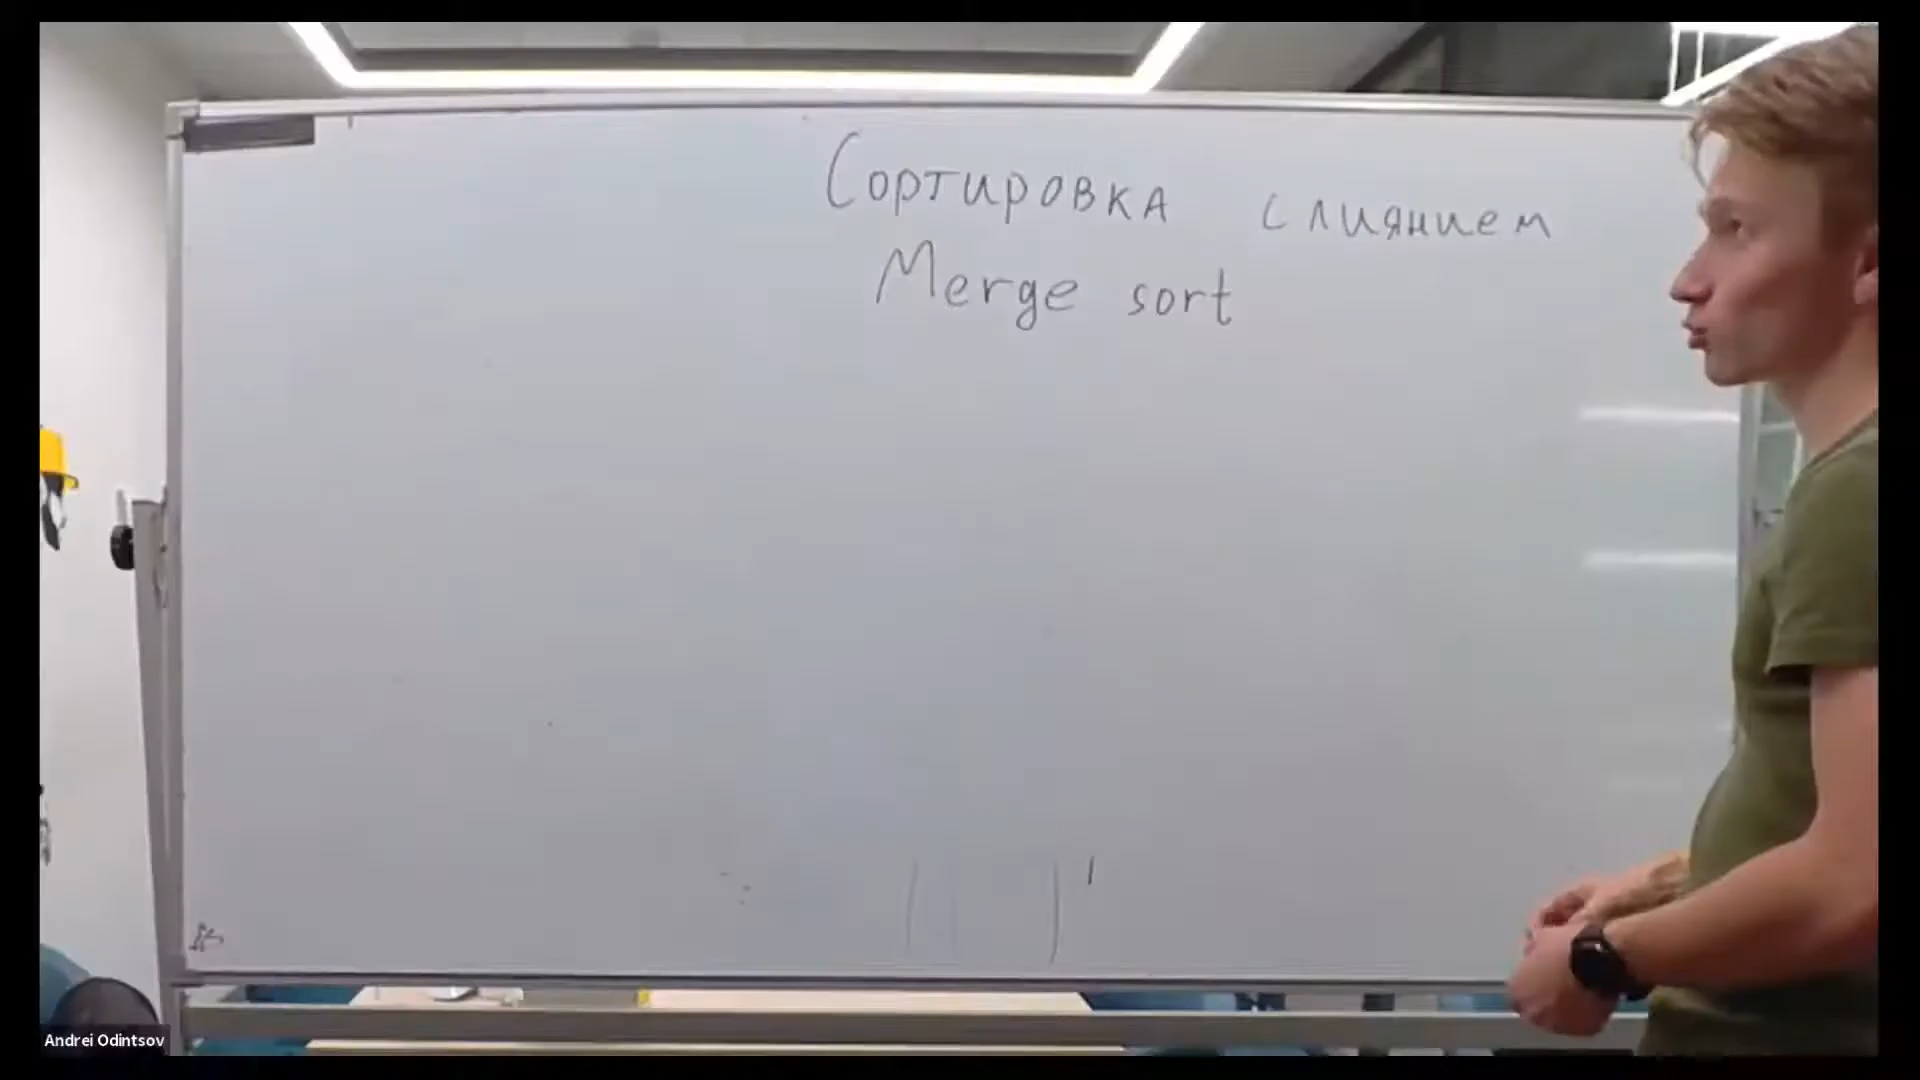 Сортировка слиянием
Merge sort
Andrei Odintsov